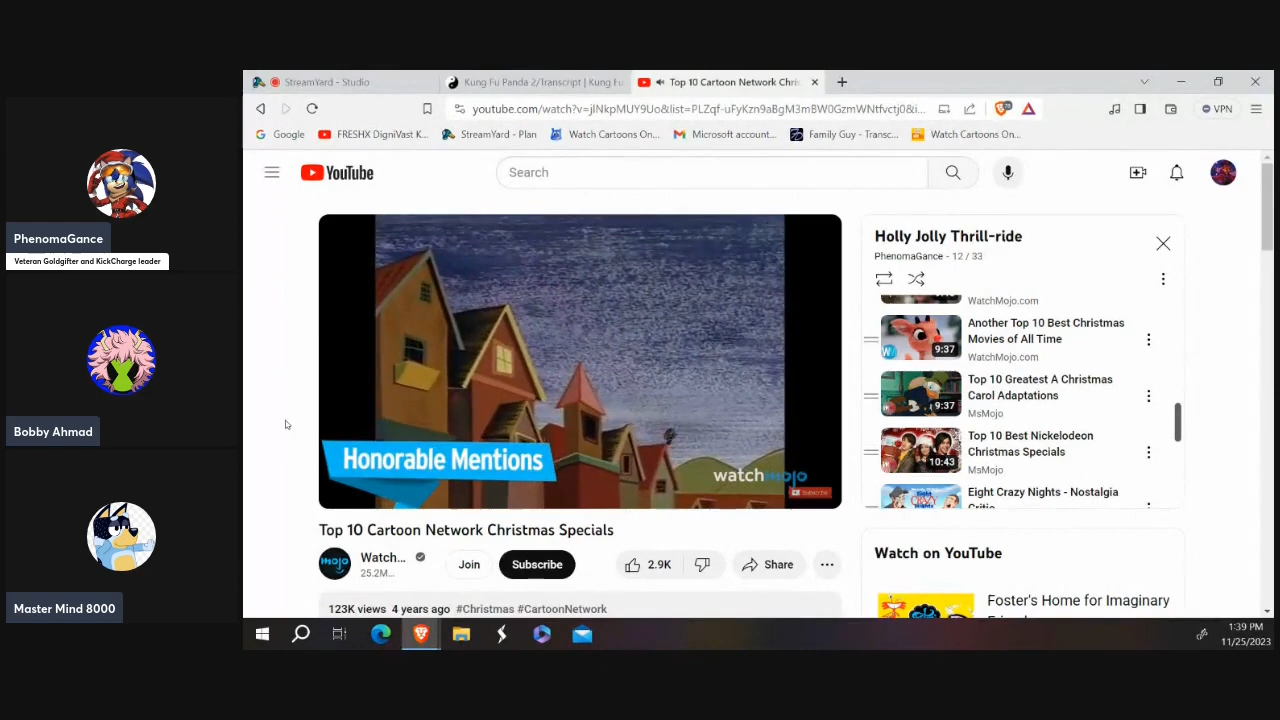 PhenomaGance
Veteran Goldgifter and KickCharge leader
Bobby Ahmad
Master Mind 8000
StreamYard - Studio
Kung Fu Panda 2/Transcript | Kung Fu
Top 10 Cartoon Network Chris
youtube.com/watch?v=jlNkpMUY9Uo&list=PLZqf-uFyKzn9aBgM3mBW0GzmWNtfvctj0&i...
VPN
Google
FRESHX DigniVast K...
StreamYard - Plan
Watch Cartoons On...
Microsoft account...
Family Guy - Transc...
Watch Cartoons On...
YouTube
Search
Honorable Mentions
watchmojo
Subscribe
Top 10 Cartoon Network Christmas Specials
mojo
Watch...
25.2M...
Join
Subscribe
2.9K
Share
123K views 4 years ago #Christmas #CartoonNetwork
Holly Jolly Thrill-ride
PhenomaGance - 12 / 33
WatchMojo.com
Another Top 10 Best Christmas
Movies of All Time
9:37
WatchMojo.com
Top 10 Greatest A Christmas
Carol Adaptations
9:37
MsMojo
Top 10 Best Nickelodeon
Christmas Specials
10:43
MsMojo
Eight Crazy Nights - Nostalgia
Critic
Watch on YouTube
Foster's Home for Imaginary
1:39 PM
11/25/2023